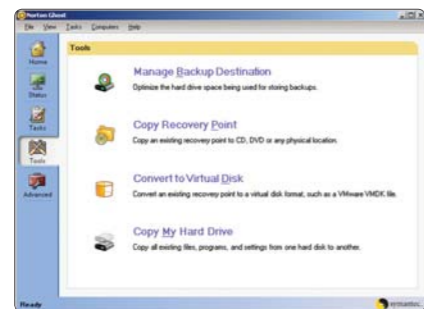 Norton Ghost
File View Tasks Computers Help
Home
Status
Tasks
Tools
Advanced
Tools
Manage Backup Destination
Optimize the hard drive space being used for storing backups.
Copy Recovery Point
Copy an existing recovery point to CD, DVD or any physical location.
Convert to Virtual Disk
Convert an existing recovery point to a virtual disk format, such as a VMware VMDK file.
Copy My Hard Drive
Copy all existing files, programs, and settings from one hard disk to another.
Ready
symantec.